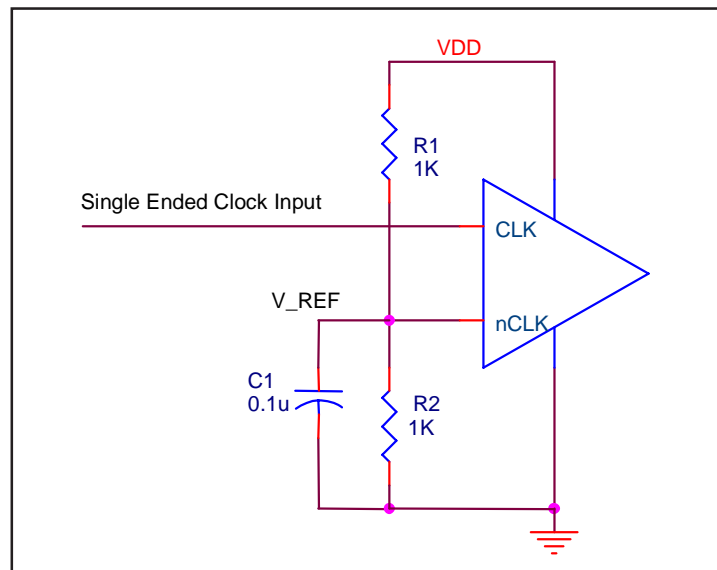 VDD
R1
1K
Single Ended Clock Input
CLK
V_REF
nCLK
C1
0.1u
R2
1K